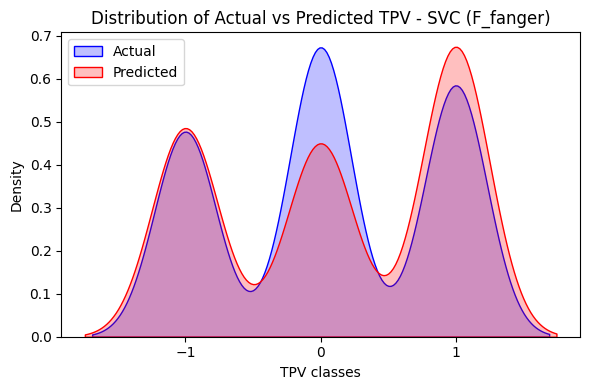 Distribution of Actual vs Predicted TPV - SVC (F_fanger)
Actual
Predicted
0.7
0.6
0.5
0.4
0.3
0.2
0.1
0.0
Density
−1
0
1
TPV classes